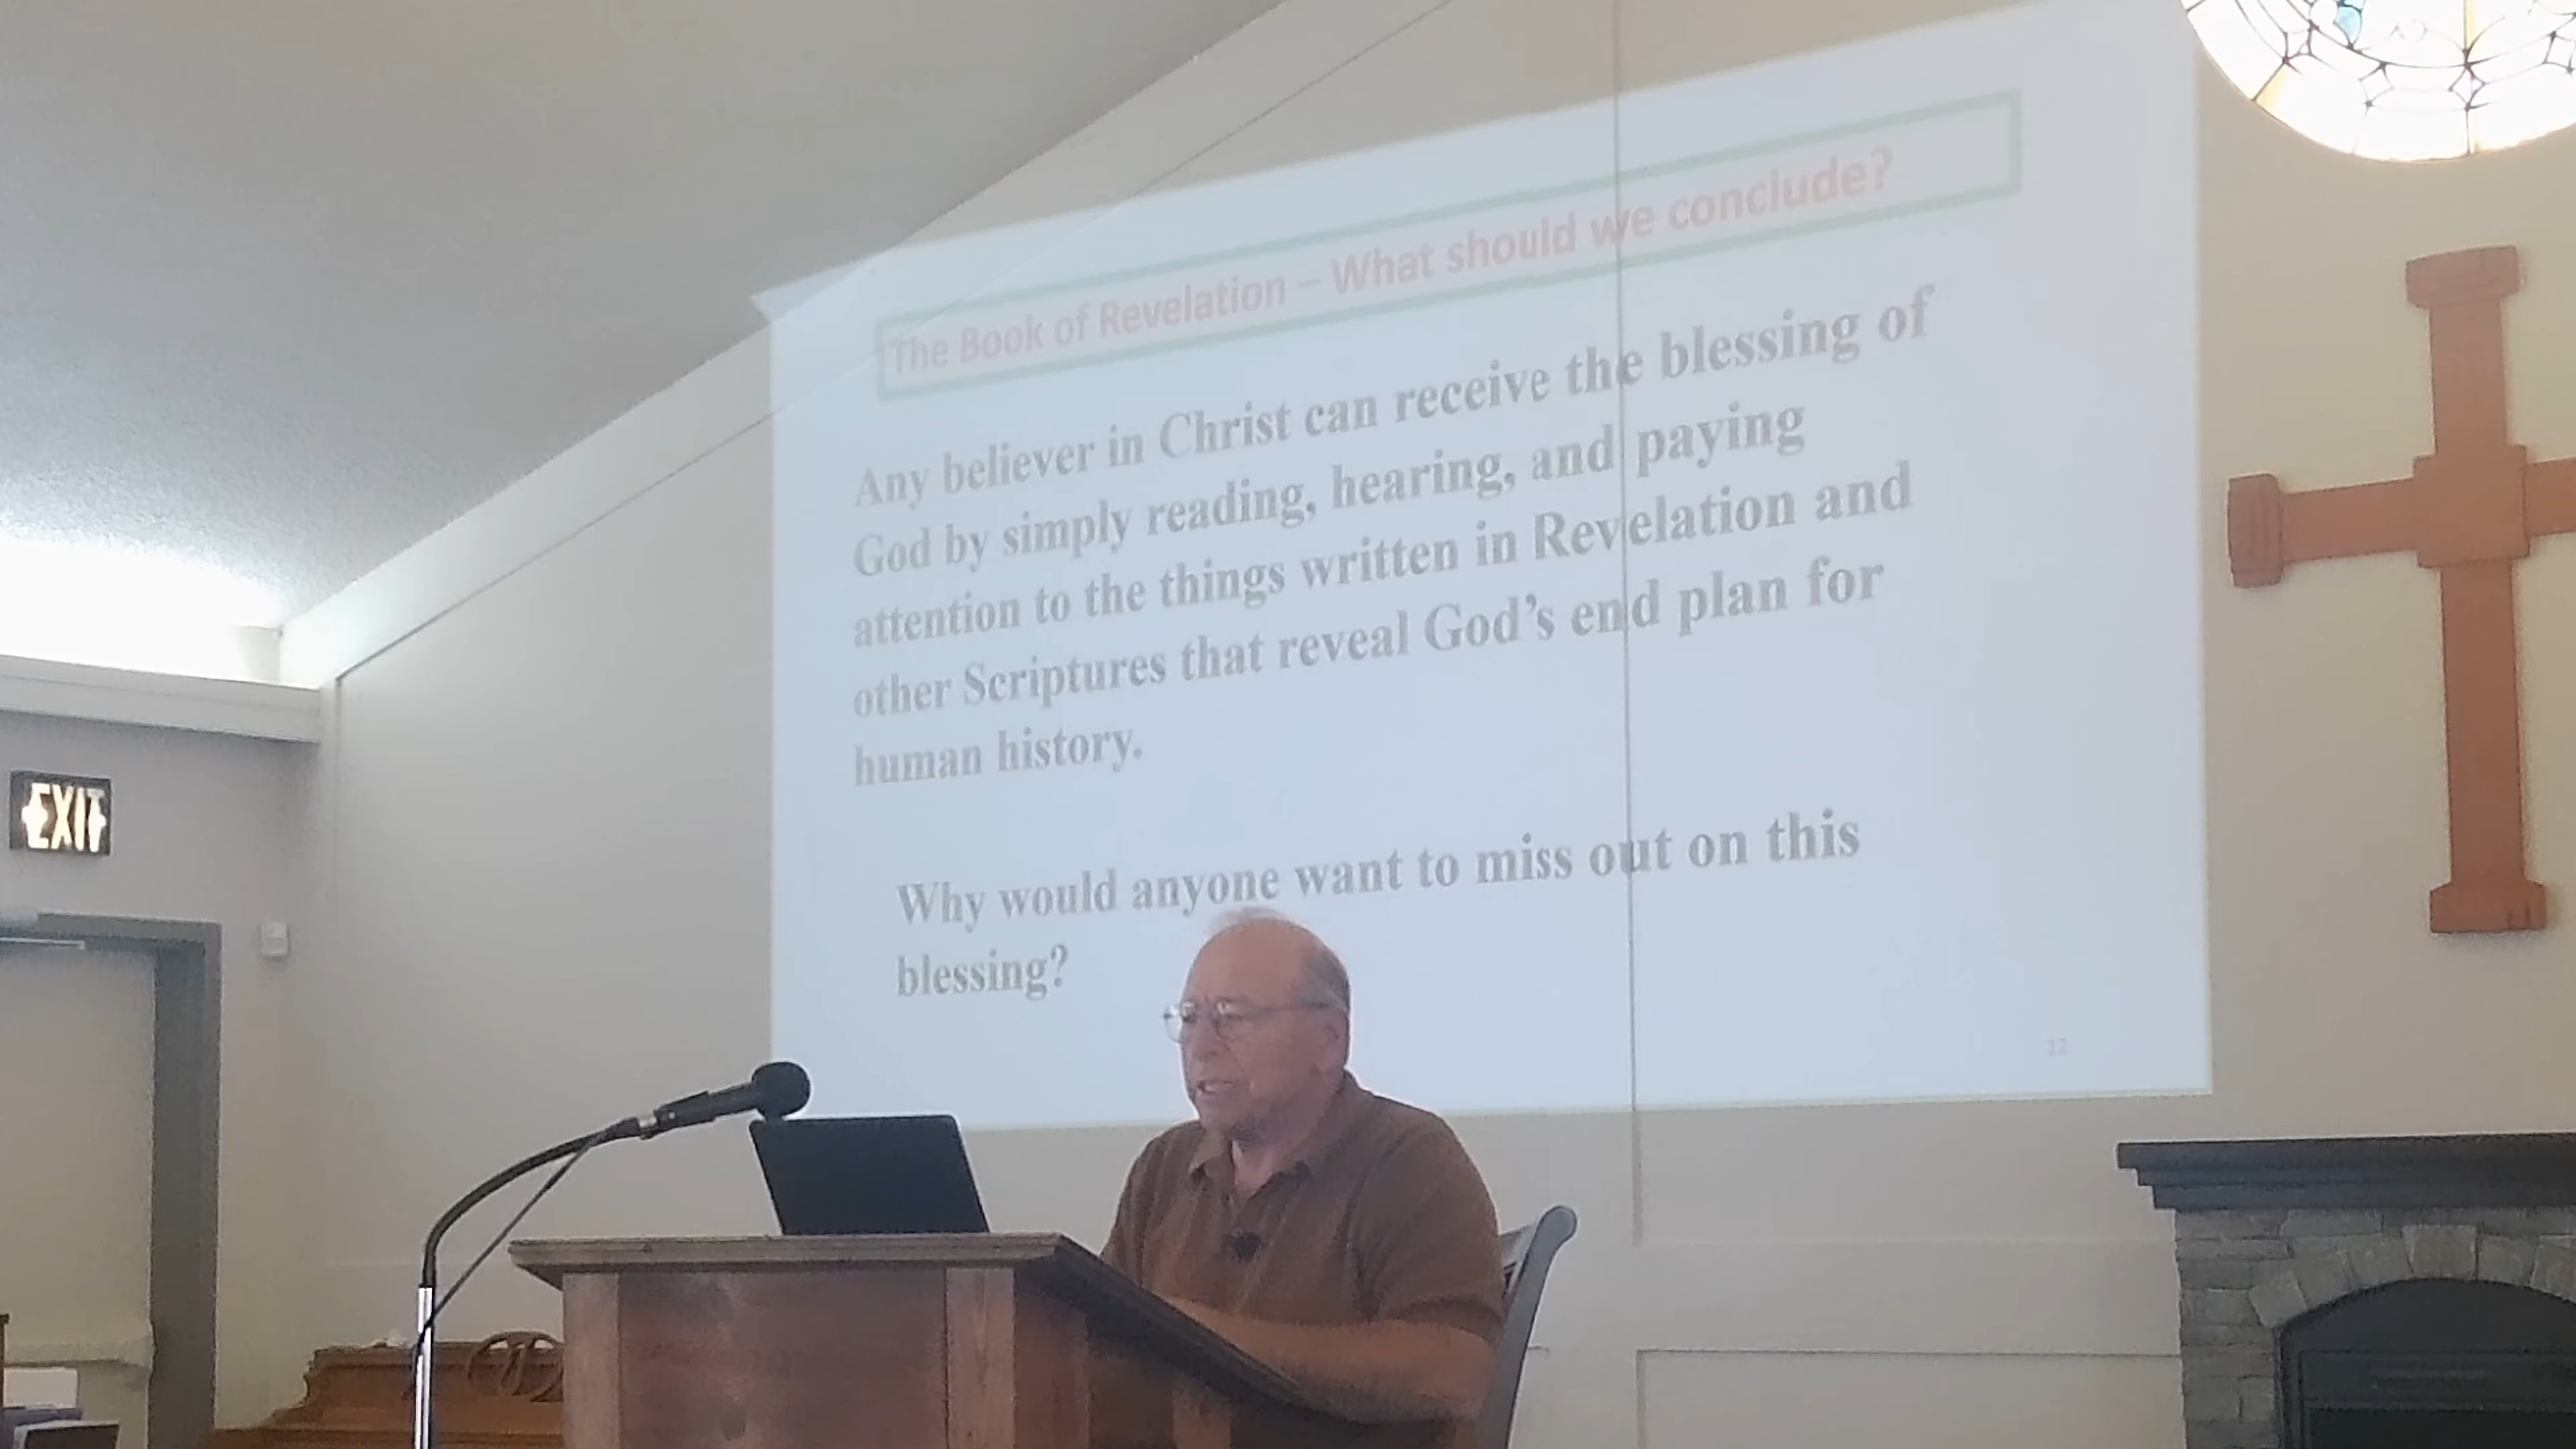 The Book of Revelation – What should we conclude?
Any believer in Christ can receive the blessing of
God by simply reading, hearing, and paying
attention to the things written in Revelation and
other Scriptures that reveal God's end plan for
human history.
Why would anyone want to miss out on this
blessing?
12
EXIT